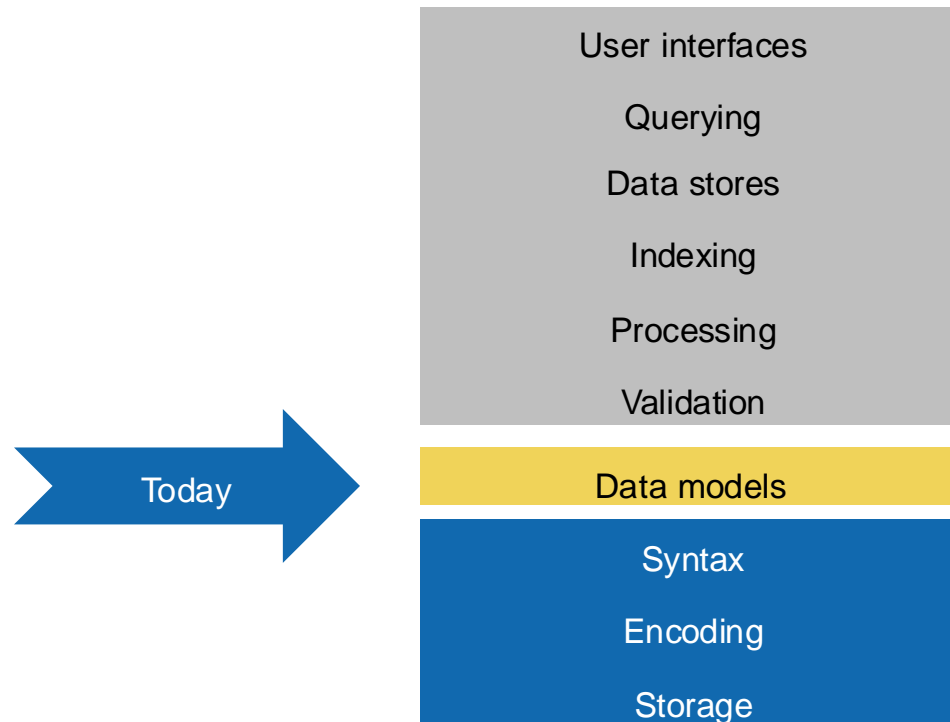 User interfaces
Querying
Data stores
Indexing
Processing
Validation
Today
Data models
Syntax
Encoding
Storage